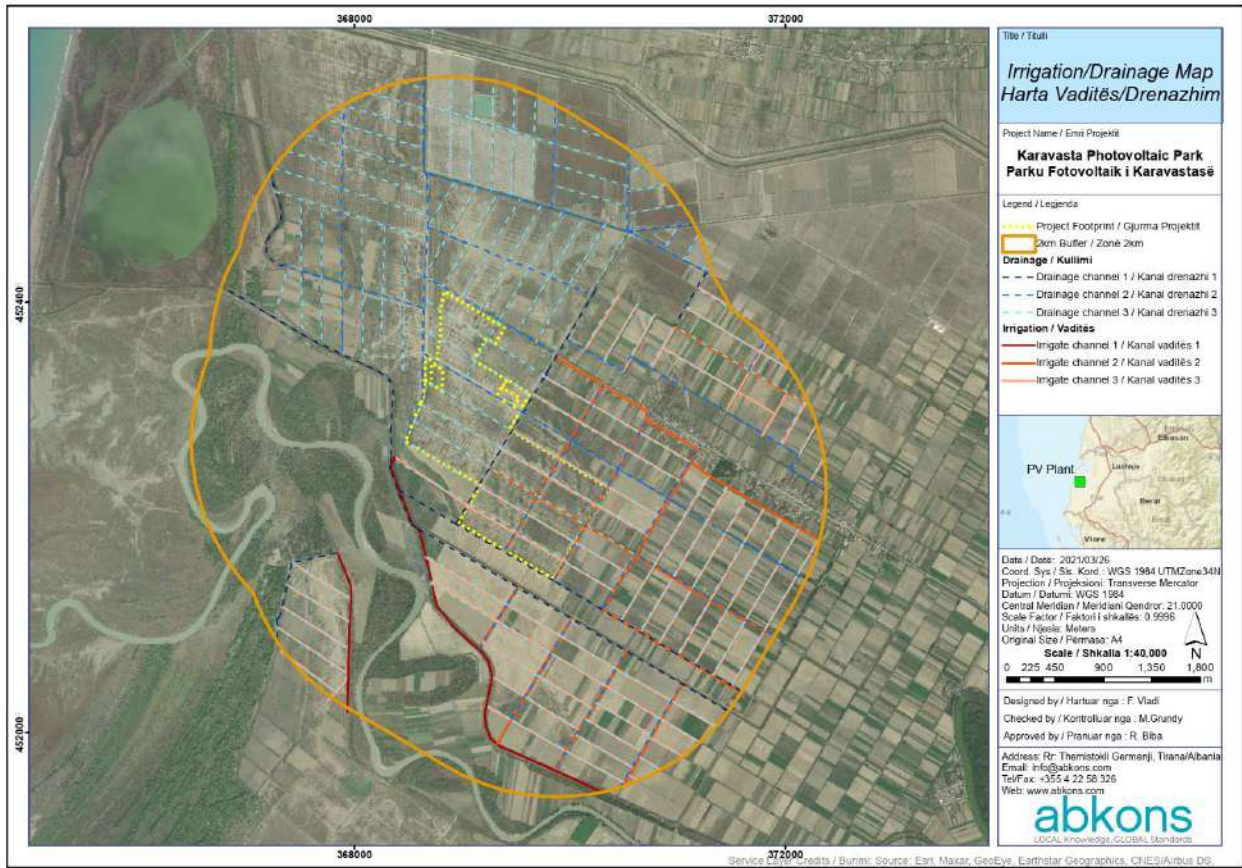 368000
372000
452400
452000
368000
372000
Title / Titulli
Irrigation/Drainage Map
Harta Vaditës/Drenazhim
Project Name / Emri Projektit
Karavasta Photovoltaic Park
Parku Fotovoltaik i Karavastasë
Legend / Legjenda
Project Footprint / Gjurma Projektit
2km Buffer / Zonë 2km
Drainage / Kullimi
Drainage channel 1 / Kanal drenazhi 1
Drainage channel 2 / Kanal drenazhi 2
Drainage channel 3 / Kanal drenazhi 3
Irrigation / Vaditës
Irrigate channel 1 / Kanal vaditës 1
Irrigate channel 2 / Kanal vaditës 2
Irrigate channel 3 / Kanal vaditës 3
Elbasan
Lushnje
PV Plant
Fier
Berat
Vlore
Date / Datë: 2021/03/26
Coord. Sys / Sis. Kord.: WGS 1984 UTMZone34N
Projection / Projeksioni: Transverse Mercator
Datum / Datumi: WGS 1984
Central Meridian / Meridiani Qendror: 21.0000
Scale Factor / Faktori i shkallës: 0.9996
Units / Njesia: Meters
Original Size / Përmasa: A4
N
Scale / Shkalla 1:40,000
0 225 450 900 1,350 1,800
m
Designed by / Hartuar nga : F. Vladi
Checked by / Kontrolluar nga : M.Grundy
Approved by / Pranuar nga : R. Biba
Address: Rr: Themistokli Germenji, Tirana/Albania
Email: info@abkons.com
Tel/Fax: +355 4 22 58 326
Web: www.abkons.com
abkons
LOCAL Knowledge, GLOBAL Standards
Service Layer Credits / Burimi: Source: Esri, Maxar, GeoEye, Earthstar Geographics, CNES/Airbus DS,